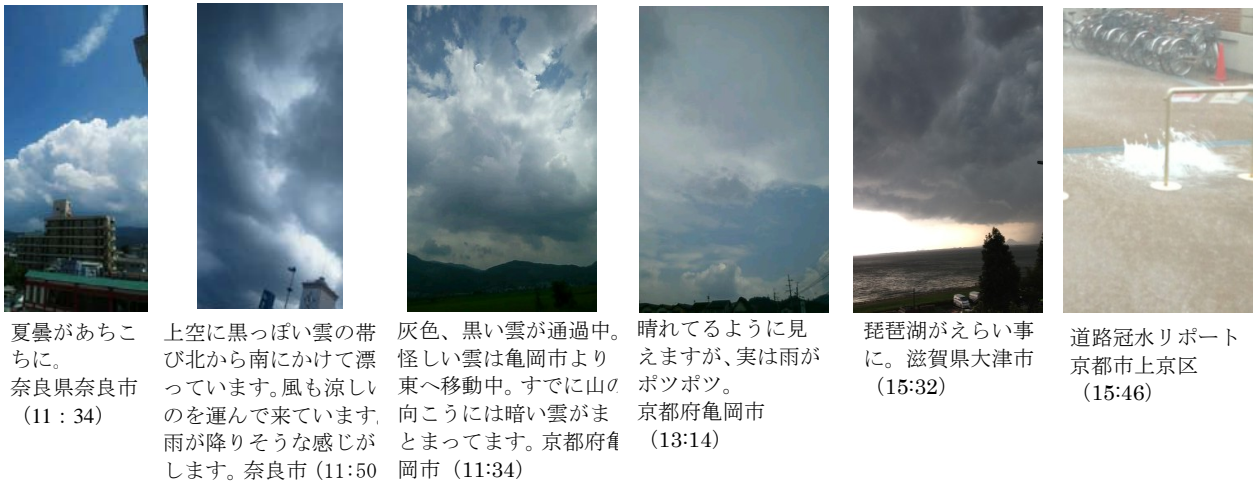 夏曇があちこ
ちに。
奈良県奈良市
（11：34）
上空に黒っぽい雲の帯
び北から南にかけて漂
っています。風も涼しい
のを運んで来ています。
雨が降りそうな感じが
します。奈良市（11:50
灰色、黒い雲が通過中。
怪しい雲は亀岡市より
東へ移動中。すでに山の
向こうには暗い雲がま
とまってます。京都府亀
岡市（11:34）
晴れてるように見
えますが、実は雨が
ポツポツ。
京都府亀岡市
（13:14）
琵琶湖がえらい事
に。滋賀県大津市
（15:32）
道路冠水リポート
京都市上京区
（15:46）